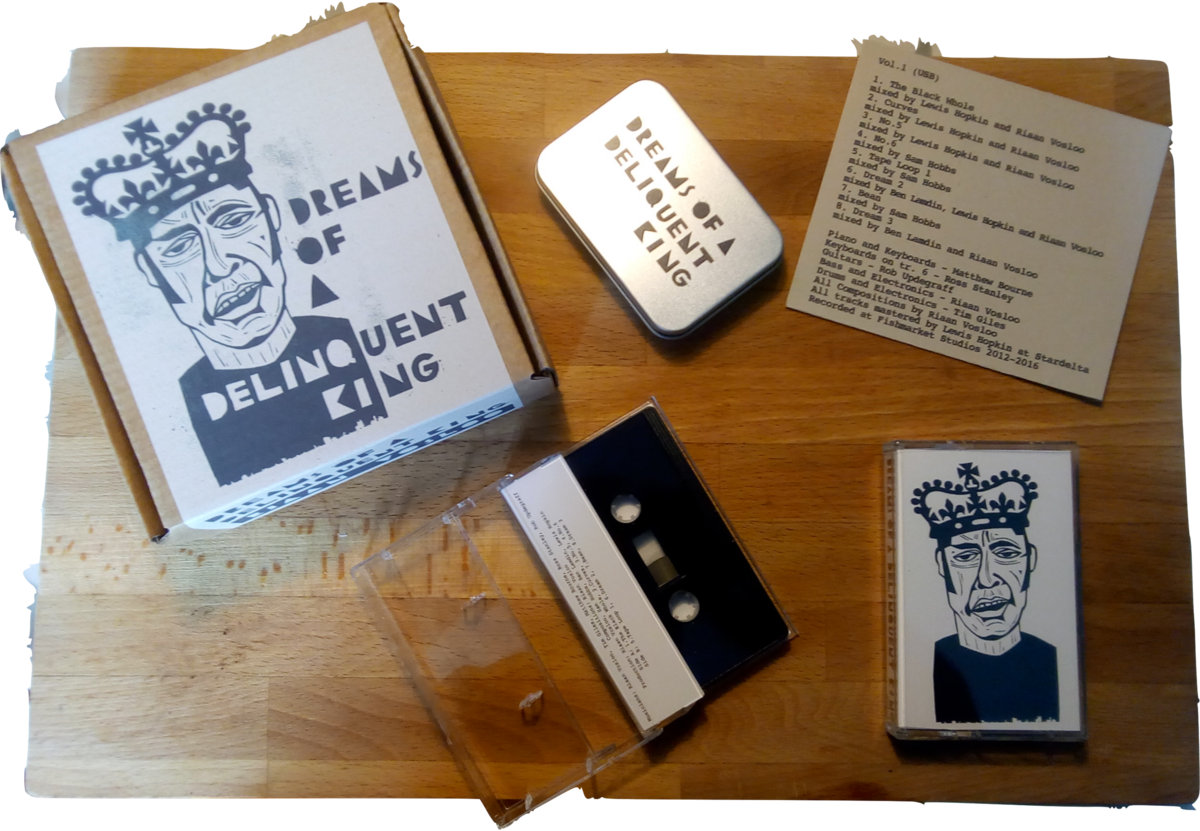 DREAMS
OF
A
DELINQUENT
KING
DREAMS OF A
DELIQUENT
KING
Vol.1 (USB)
1. The Black Whole
mixed by Lewis Hopkin and Riaan Vosloo
2. Curves
mixed by Lewis Hopkin and Riaan Vosloo
3. No.5
mixed by Lewis Hopkin and Riaan Vosloo
4. No.6
mixed by Sam Hobbs
5. Tape Loop 1
mixed by Sam Hobbs
6. Dream 2
mixed by Ben Lamdin, Lewis Hopkin and Riaan Vosloo
7. Bean
mixed by Sam Hobbs
8. Dream 3
mixed by Ben Lamdin and Riaan Vosloo
Piano and Keyboards - Matthew Bourne
Keyboards on tr. 6 - Ross Stanley
Guitars - Rob Updegraff
Bass and Electronics - Riaan Vosloo
Drums and Electronics - Tim Giles
All Compositions by Riaan Vosloo
All tracks mastered by Lewis Hopkin at Stardelta
Recorded at Fishmarket Studios 2012-2016
DREAMS OF A DELINQUENT KING